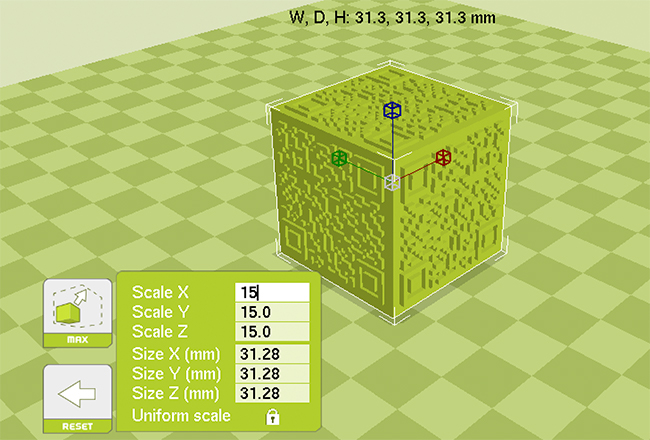 W, D, H: 31.3, 31.3, 31.3 mm
Scale X 15
Scale Y 15.0
Scale Z 15.0
Size X (mm) 31.28
Size Y (mm) 31.28
Size Z (mm) 31.28
Uniform scale
MAX
RESET